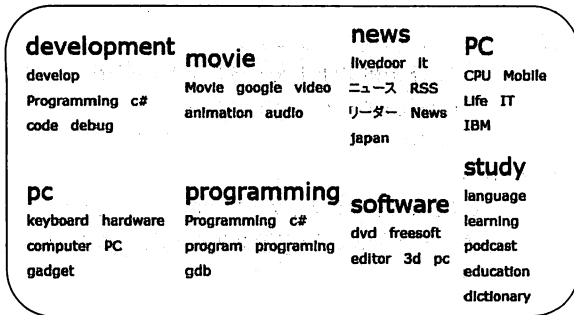 development
develop
Programming c#
code debug
movie
Movie google video
animation audio
news
livedoor it
ニュース RSS
リーダー News
japan
PC
CPU Mobile
Life IT
IBM
pc
keyboard hardware
computer PC
gadget
programming
Programming c#
program programing
gdb
software
dvd freesoft
editor 3d pc
study
language
learning
podcast
education
dictionary